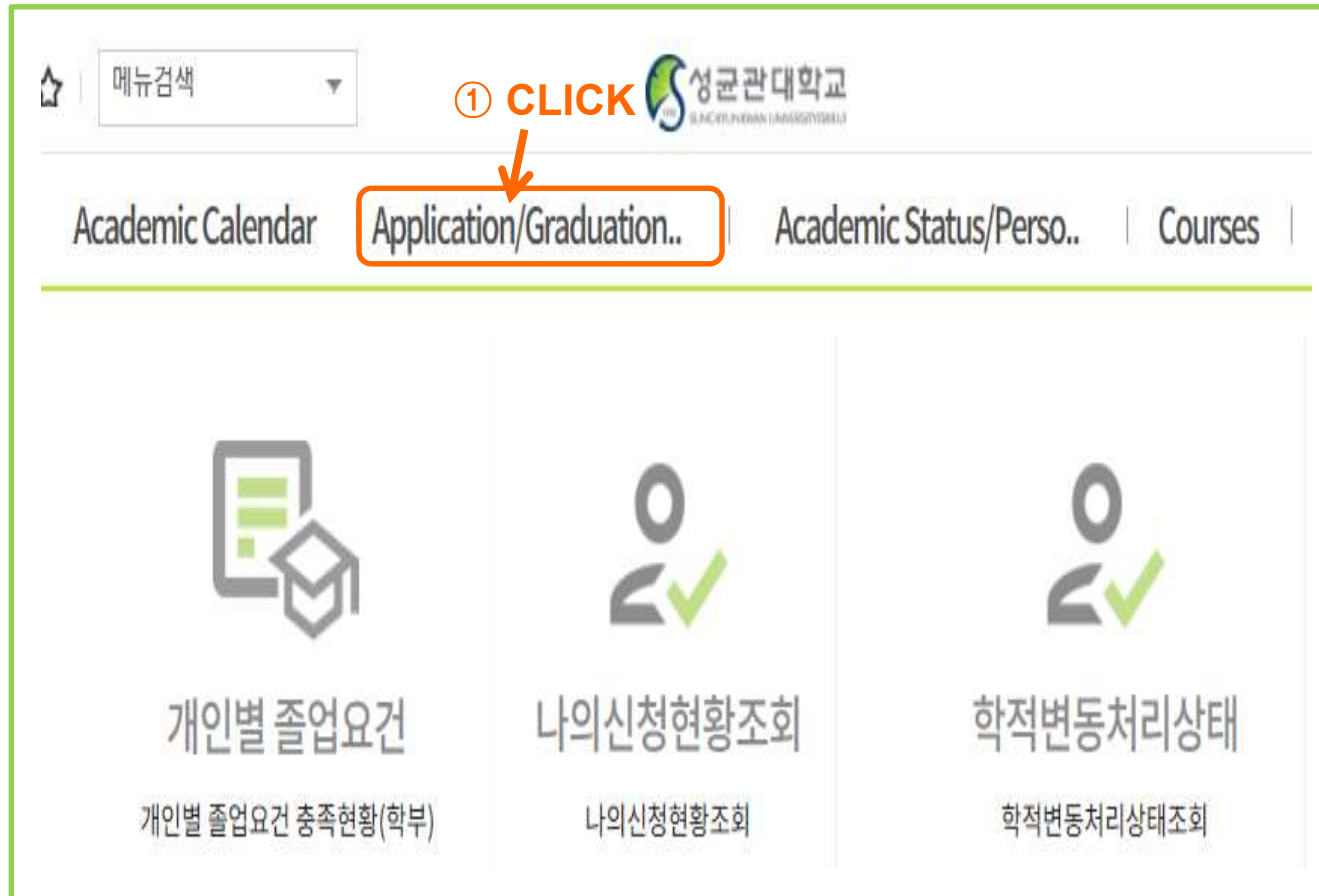 메뉴검색
① CLICK
성균관대학교
Academic Calendar Application/Graduation.. Academic Status/Perso.. Courses
개인별 졸업요건 나의신청현황조회 학적변동처리상태
개인별 졸업요건 충족현황(학부) 나의신청현황조회 학적변동처리상태조회